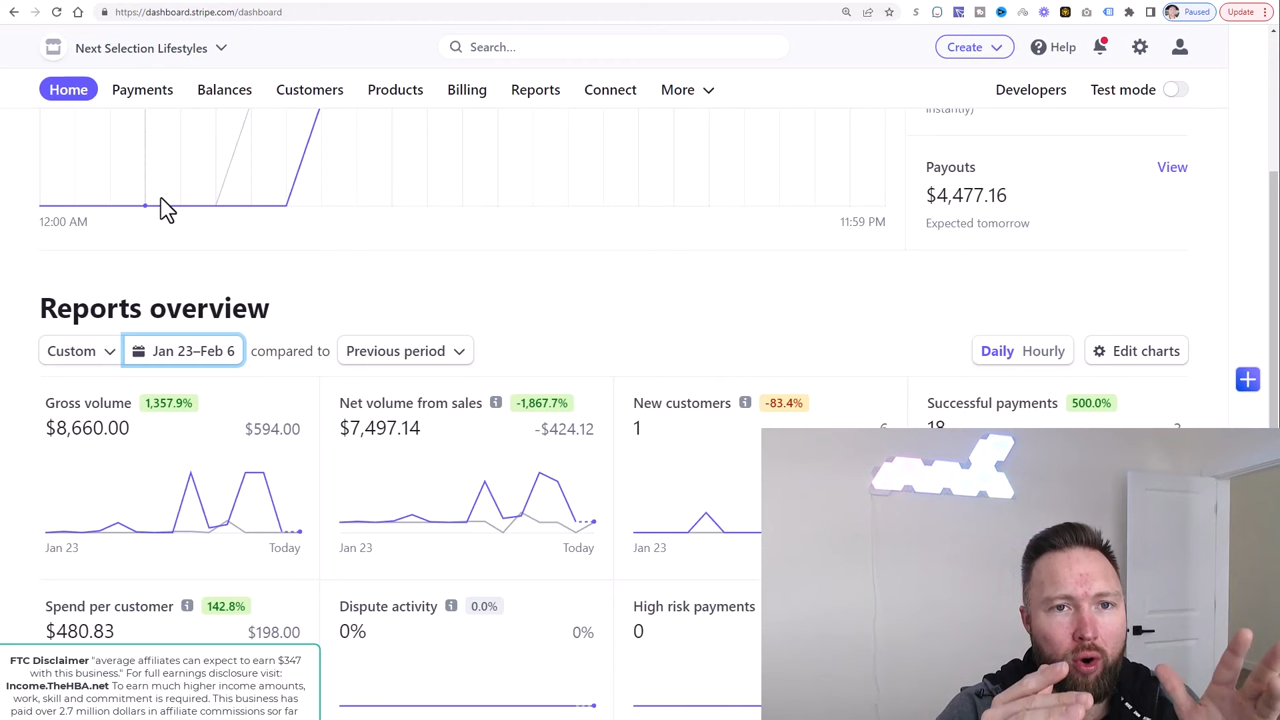 https://dashboard.stripe.com/dashboard
Paused
Update
Next Selection Lifestyles
Search...
Create
Help
Home Payments Balances Customers Products Billing Reports Connect More
Developers Test mode
instantly)
Payouts View
$4,477.16
Expected tomorrow
12:00 AM 11:59 PM
Reports overview
Custom Jan 23–Feb 6 compared to Previous period Daily Hourly Edit charts
Gross volume 1,357.9% Net volume from sales -1,867.7% New customers -83.4% Successful payments 500.0%
$8,660.00 $594.00 $7,497.14 -$424.12 1
Jan 23 Today Jan 23 Today Jan 23
Spend per customer 142.8% Dispute activity 0.0% High risk payments
$480.83 $198.00 0% 0% 0
FTC Disclaimer "average affiliates can expect to earn $347
with this business." For full earnings disclosure visit:
Income.TheHBA.net To earn much higher income amounts,
work, skill and commitment is required. This business has
paid over 2.7 million dollars in affiliate commissions sor far